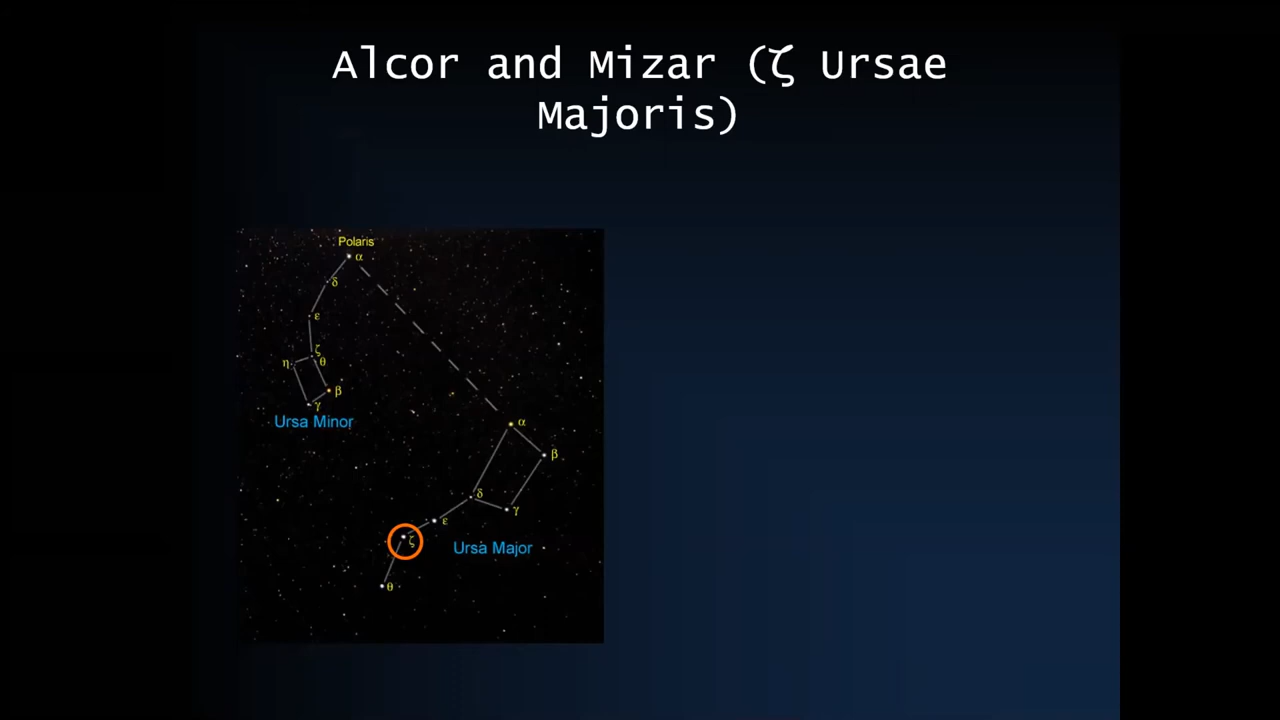 Alcor and Mizar (ζ Ursae
Majoris)
Polaris
α
δ
ε
ζ
η
θ
β
γ
Ursa Minor
α
β
δ
γ
ε
ζ
Ursa Major
θ